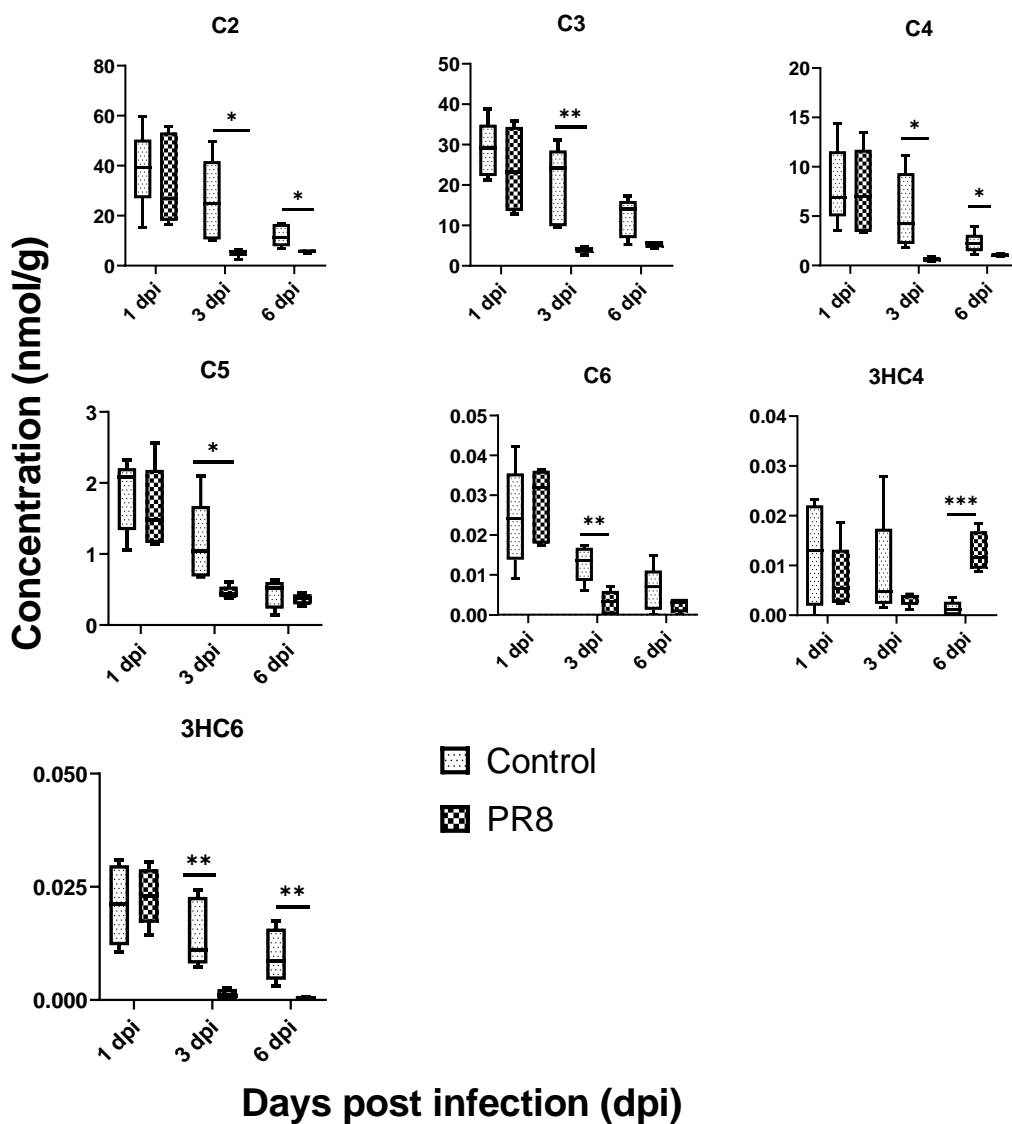 Concentration (nmol/g)
C2
80
60
40
20
0
*
*
1 dpi
3 dpi
6 dpi
C3
50
40
30
20
10
0
**
1 dpi
3 dpi
6 dpi
C4
20
15
10
5
0
*
*
1 dpi
3 dpi
6 dpi
C5
3
2
1
0
*
1 dpi
3 dpi
6 dpi
C6
0.05
0.04
0.03
0.02
0.01
0.00
**
1 dpi
3 dpi
6 dpi
3HC4
0.04
0.03
0.02
0.01
0.00
***
1 dpi
3 dpi
6 dpi
3HC6
0.050
0.025
0.000
**
**
1 dpi
3 dpi
6 dpi
Control
PR8
Days post infection (dpi)